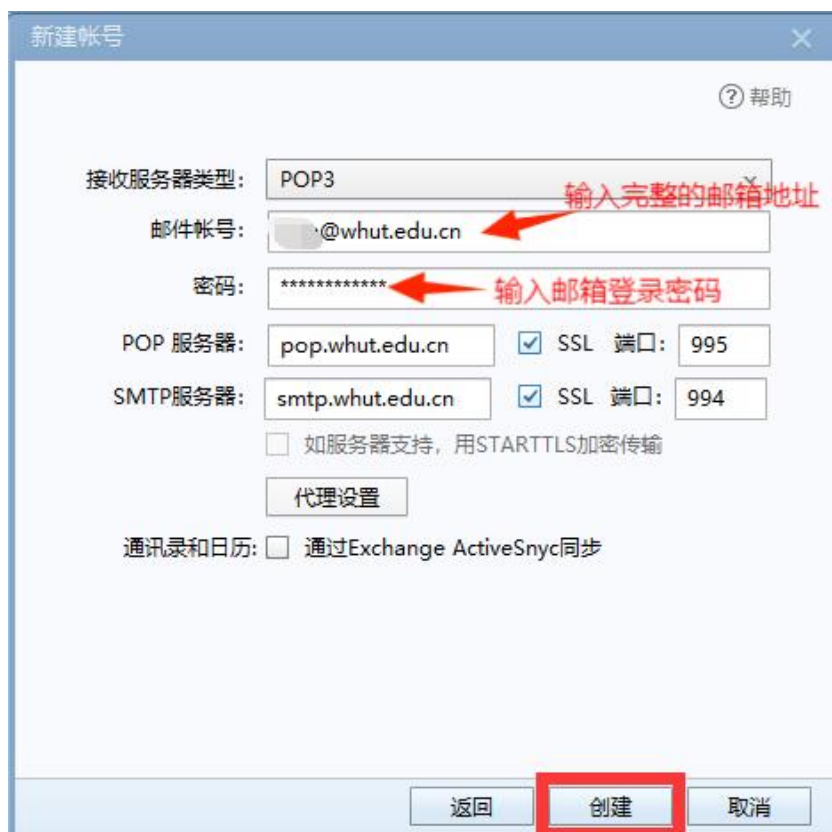 新建帐号
帮助
接收服务器类型: POP3
输入完整的邮箱地址
邮件帐号: @whut.edu.cn
密码: ************ 输入邮箱登录密码
POP 服务器: pop.whut.edu.cn SSL 端口: 995
SMTP服务器: smtp.whut.edu.cn SSL 端口: 994
如服务器支持，用STARTTLS加密传输
代理设置
通讯录和日历: 通过Exchange ActiveSnyc同步
返回 创建 取消